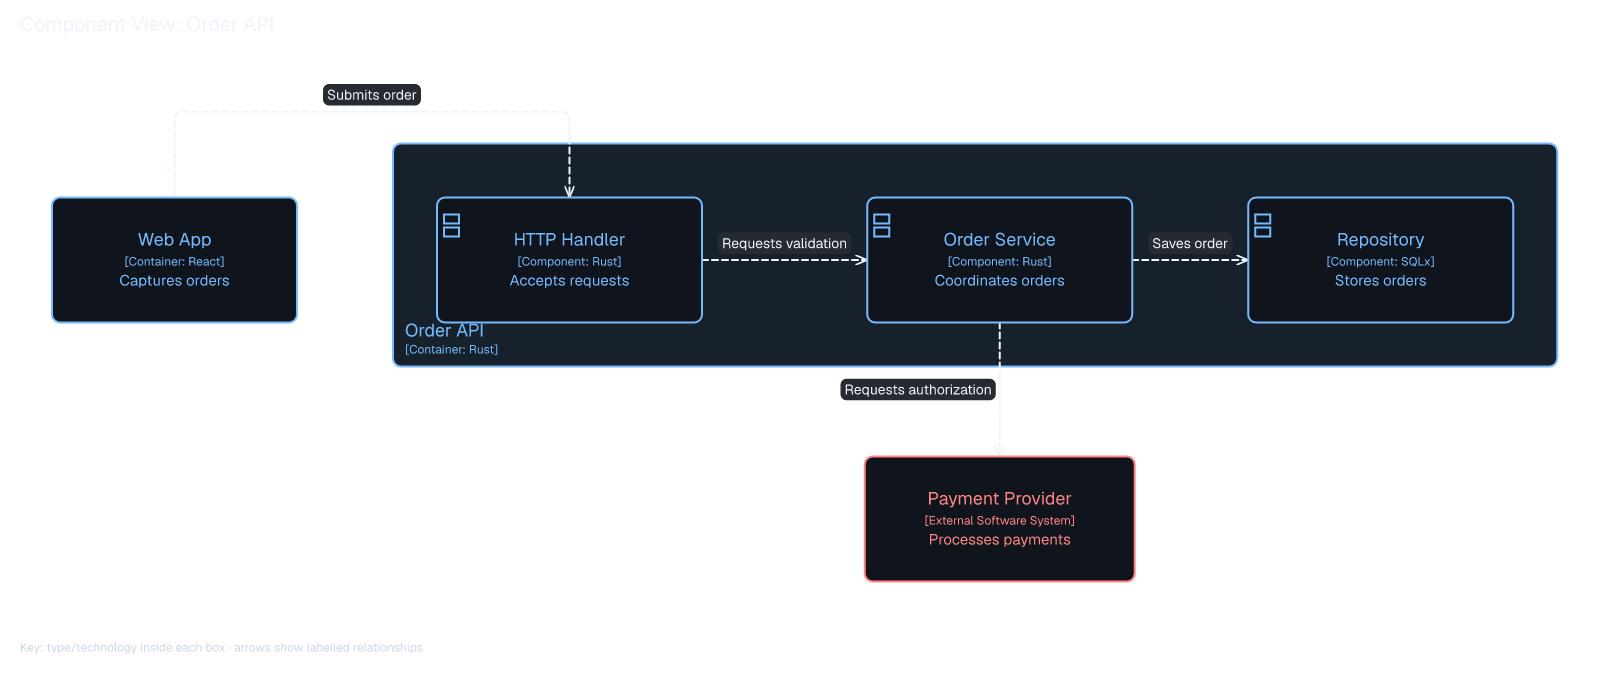 Component View: Order API
Submits order
Web App
[Container: React]
Captures orders
HTTP Handler
[Component: Rust]
Accepts requests
Requests validation
Order Service
[Component: Rust]
Coordinates orders
Saves order
Repository
[Component: SQLx]
Stores orders
Order API
[Container: Rust]
Requests authorization
Payment Provider
[External Software System]
Processes payments
Key: type/technology inside each box · arrows show labelled relationships